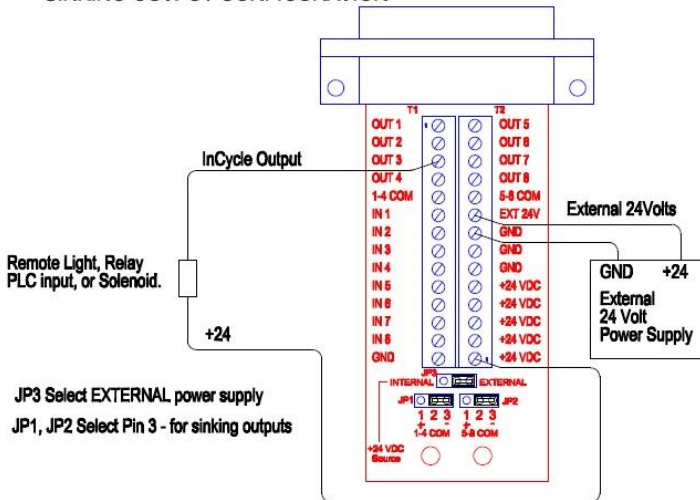 SINKING OUTPUT CONFIGURATION
T1 T2
OUT 1 OUT 5
OUT 2 OUT 6
OUT 3 OUT 7
OUT 4 OUT 8
1-4 COM 5-8 COM
IN 1 EXT 24V
IN 2 GND
IN 3 GND
IN 4 GND
IN 5 +24 VDC
IN 6 +24 VDC
IN 7 +24 VDC
IN 8 +24 VDC
GND +24 VDC
InCycle Output
External 24Volts
Remote Light, Relay
PLC input, or Solenoid.
+24
GND +24
External
24 Volt
Power Supply
JP3
INTERNAL EXTERNAL
JP1 JP2
1 2 3 1 2 3
+ - + -
1-4 COM 5-8 COM
+24 VDC
Source
JP3 Select EXTERNAL power supply
JP1, JP2 Select Pin 3 - for sinking outputs